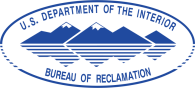 U.S. DEPARTMENT OF THE INTERIOR
BUREAU OF RECLAMATION